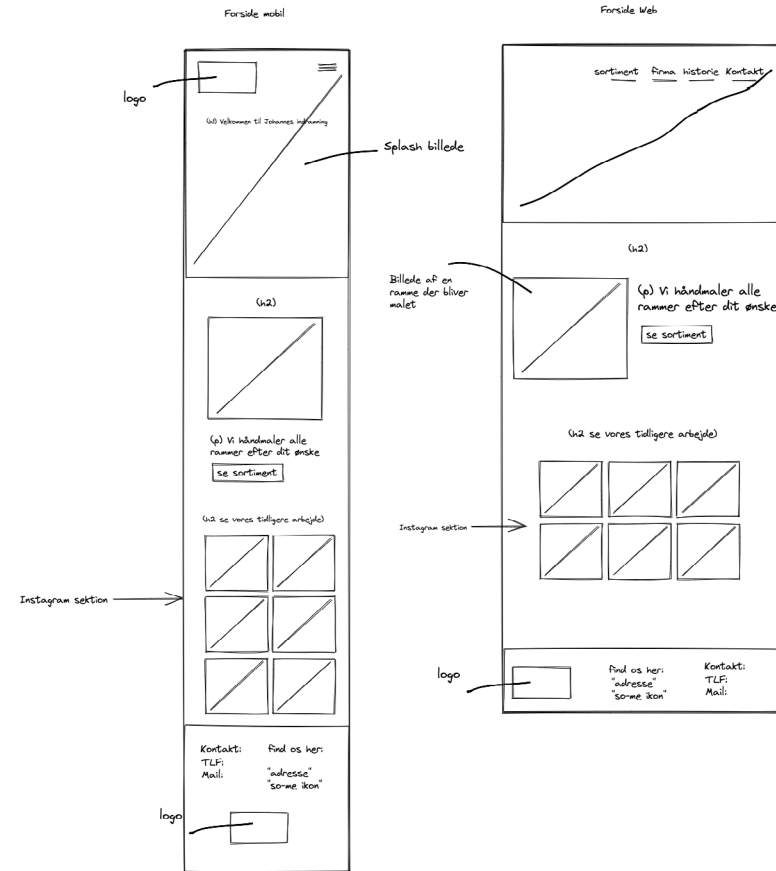 Forside mobil
logo
(h1) Velkommen til Johannes indramning
Splash billede
(h2)
(p) Vi håndmaler alle
rammer efter dit ønske
se sortiment
(h2 se vores tidligere arbejde)
Instagram sektion
Kontakt:
TLF:
Mail:
find os her:
"adresse"
"so-me ikon"
logo
Forside Web
sortiment firma historie Kontakt
(h2)
Billede af en
ramme der bliver
malet
(p) Vi håndmaler alle
rammer efter dit ønske
se sortiment
(h2 se vores tidligere arbejde)
Instagram sektion
logo
find os her:
"adresse"
"so-me ikon"
Kontakt:
TLF:
Mail: